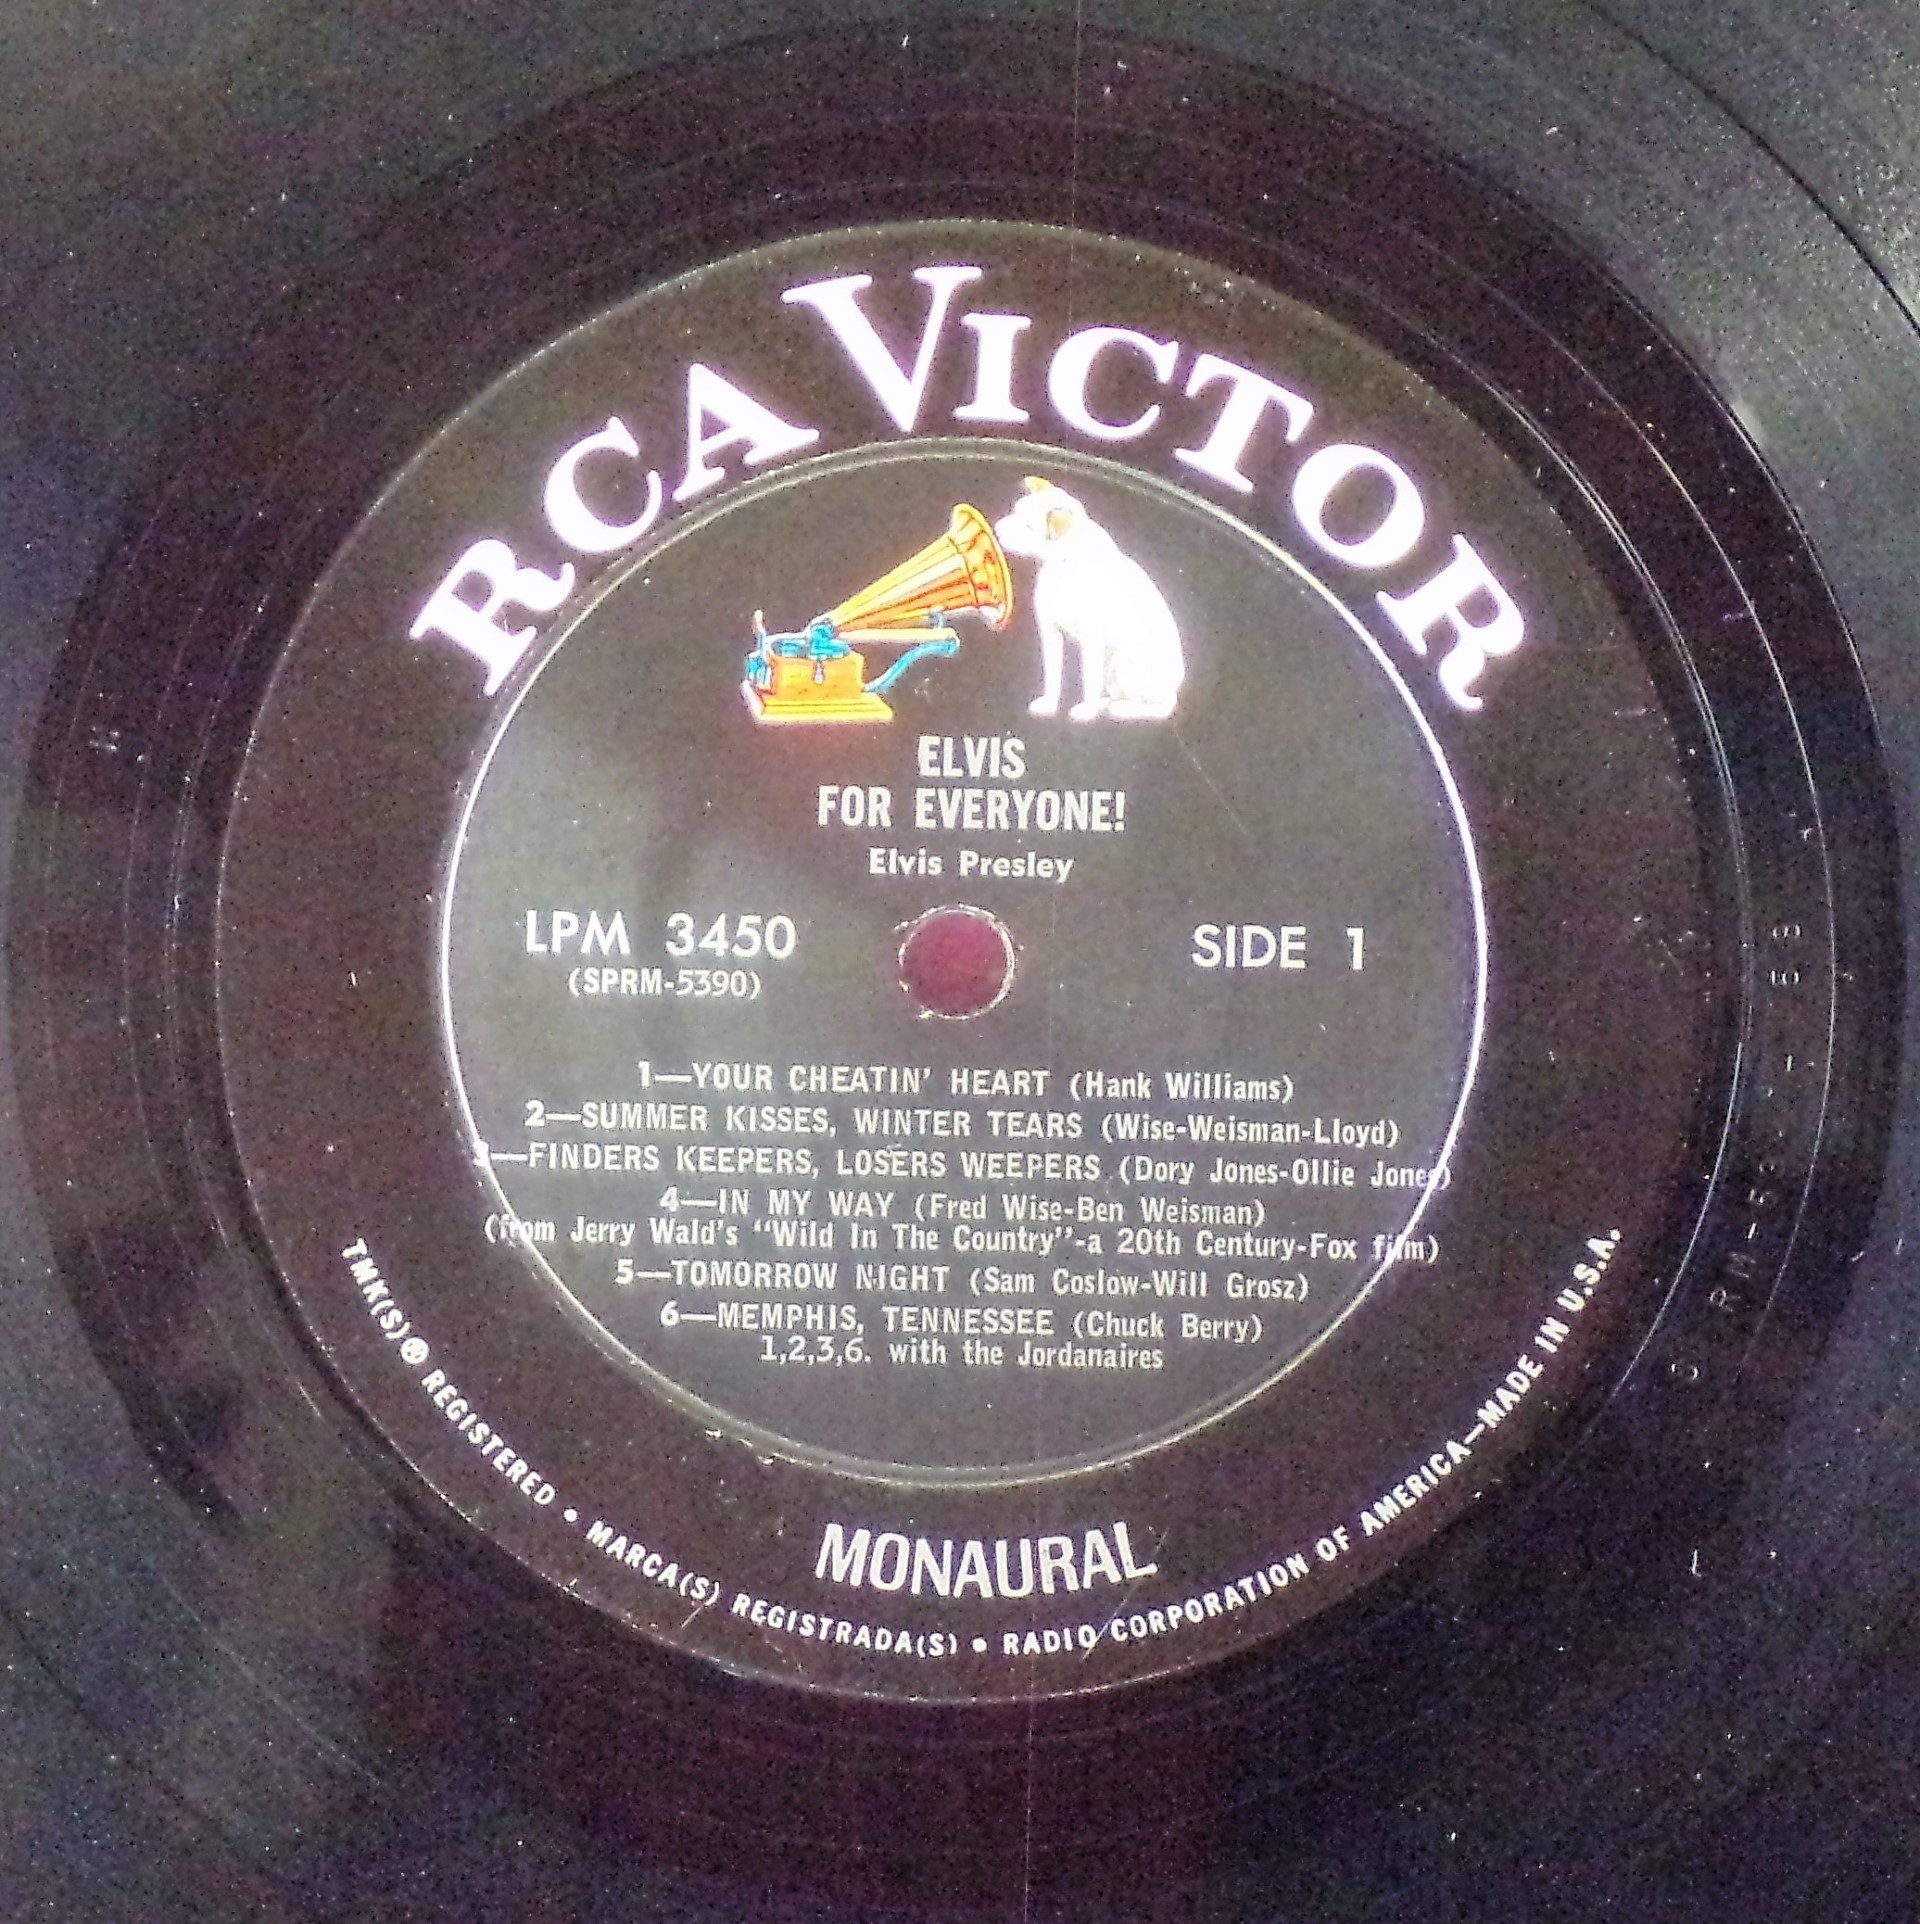 RCA VICTOR
ELVIS
FOR EVERYONE!
Elvis Presley
LPM 3450
(SPRM-5390)
SIDE 1
1—YOUR CHEATIN' HEART (Hank Williams)
2—SUMMER KISSES, WINTER TEARS (Wise-Weisman-Lloyd)
3—FINDERS KEEPERS, LOSERS WEEPERS (Dory Jones-Ollie Jones)
4—IN MY WAY (Fred Wise-Ben Weisman)
(from Jerry Wald's "Wild In The Country"-a 20th Century-Fox film)
5—TOMORROW NIGHT (Sam Coslow-Will Grosz)
6—MEMPHIS, TENNESSEE (Chuck Berry)
1,2,3,6. with the Jordanaires
MONAURAL
TMK(S) ® REGISTERED • MARCA(S) REGISTRADA(S) • RADIO CORPORATION OF AMERICA—MADE IN U.S.A.